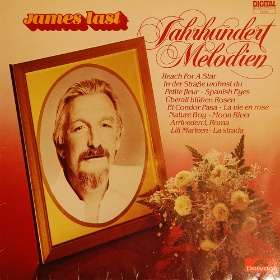 james last
DIGITAL
Jahrhundert
Melodien
Reach For A Star
In der Straße wohnst du
Petite fleur - Spanish Eyes
Überall blühen Rosen
El Condor Pasa - La vie en rose
Nature Boy - Moon River
Arrivederci, Roma
Lili Marleen - La strada
Polydor